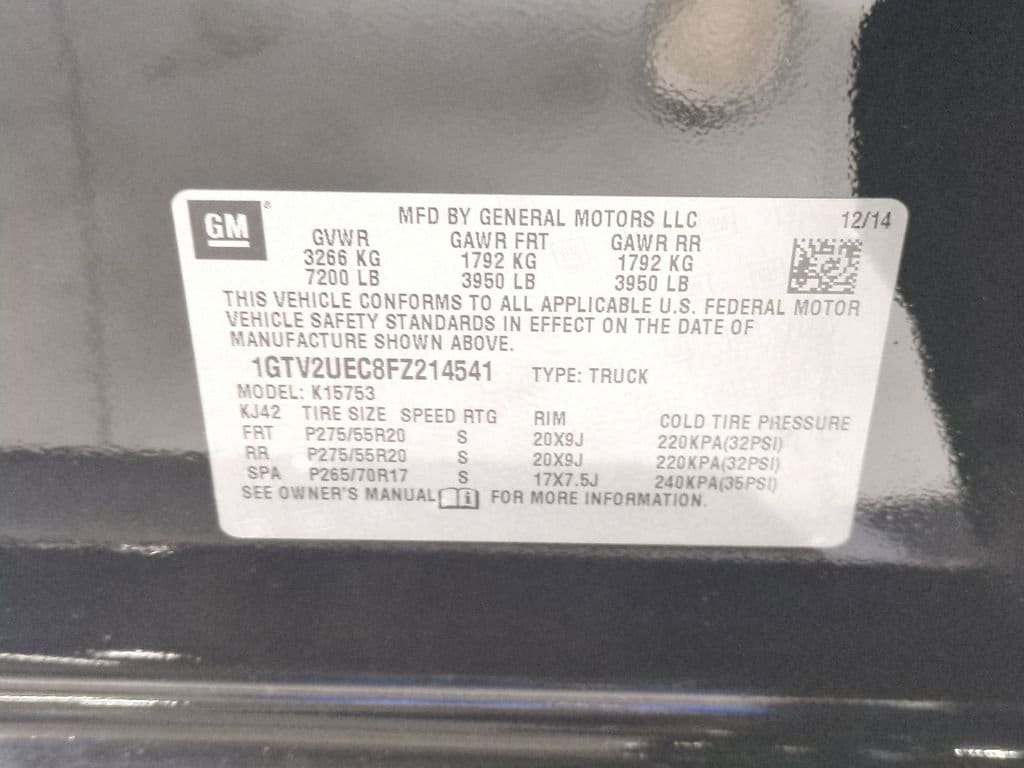 GM® MFD BY GENERAL MOTORS LLC 12/14
GVWR GAWR FRT GAWR RR
3266 KG 1792 KG 1792 KG
7200 LB 3950 LB 3950 LB
THIS VEHICLE CONFORMS TO ALL APPLICABLE U.S. FEDERAL MOTOR
VEHICLE SAFETY STANDARDS IN EFFECT ON THE DATE OF
MANUFACTURE SHOWN ABOVE.
1GTV2UEC8FZ214541 TYPE: TRUCK
MODEL: K15753
KJ42 TIRE SIZE SPEED RTG RIM COLD TIRE PRESSURE
FRT P275/55R20 S 20X9J 220KPA(32PSI)
RR P275/55R20 S 20X9J 220KPA(32PSI)
SPA P265/70R17 S 17X7.5J 240KPA(35PSI)
SEE OWNER'S MANUAL i FOR MORE INFORMATION.